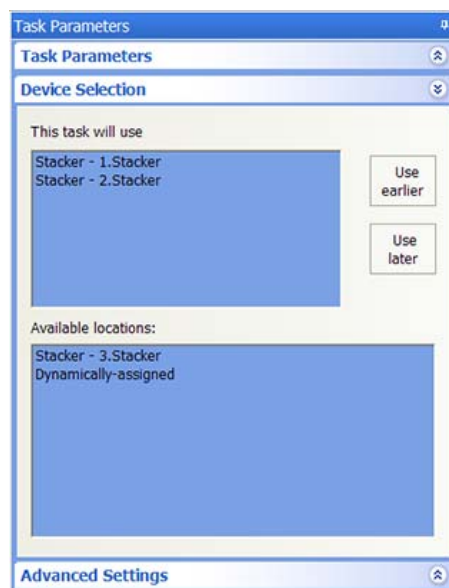 Task Parameters
Task Parameters
Device Selection
This task will use
Stacker - 1.Stacker
Stacker - 2.Stacker
Use
earlier
Use
later
Available locations:
Stacker - 3.Stacker
Dynamically-assigned
Advanced Settings